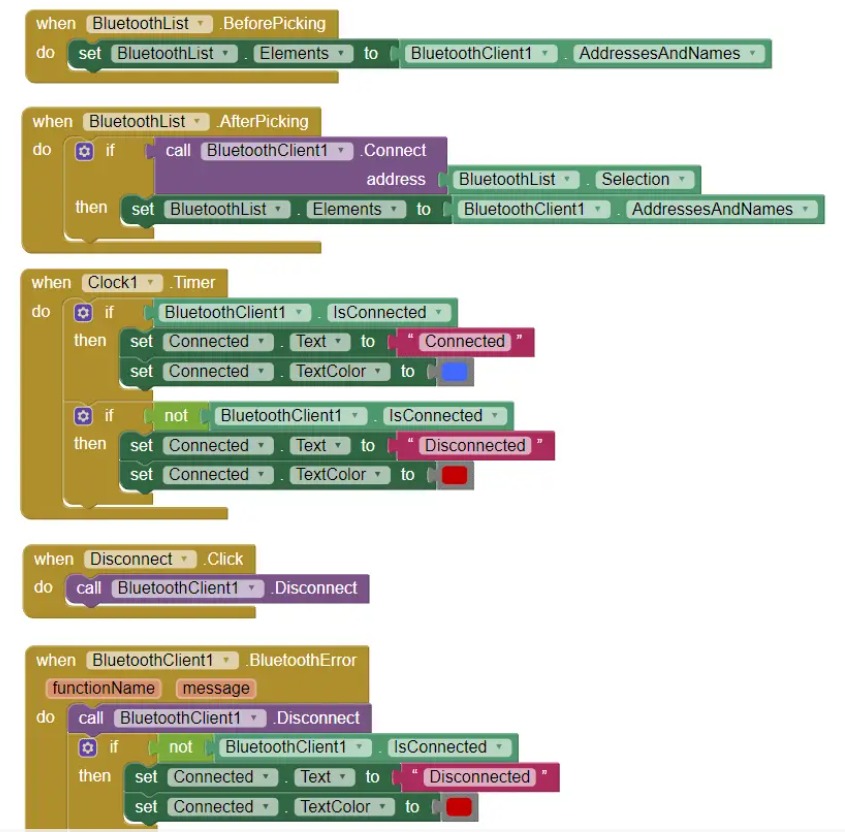 when BluetoothList .BeforePicking
do set BluetoothList . Elements to BluetoothClient1 . AddressesAndNames
when BluetoothList .AfterPicking
do if call BluetoothClient1 .Connect
address BluetoothList . Selection
then set BluetoothList . Elements to BluetoothClient1 . AddressesAndNames
when Clock1 .Timer
do if BluetoothClient1 . IsConnected
then set Connected . Text to “ Connected ”
set Connected . TextColor to
if not BluetoothClient1 . IsConnected
then set Connected . Text to “ Disconnected ”
set Connected . TextColor to
when Disconnect .Click
do call BluetoothClient1 .Disconnect
when BluetoothClient1 .BluetoothError
functionName message
do call BluetoothClient1 .Disconnect
if not BluetoothClient1 . IsConnected
then set Connected . Text to “ Disconnected ”
set Connected . TextColor to